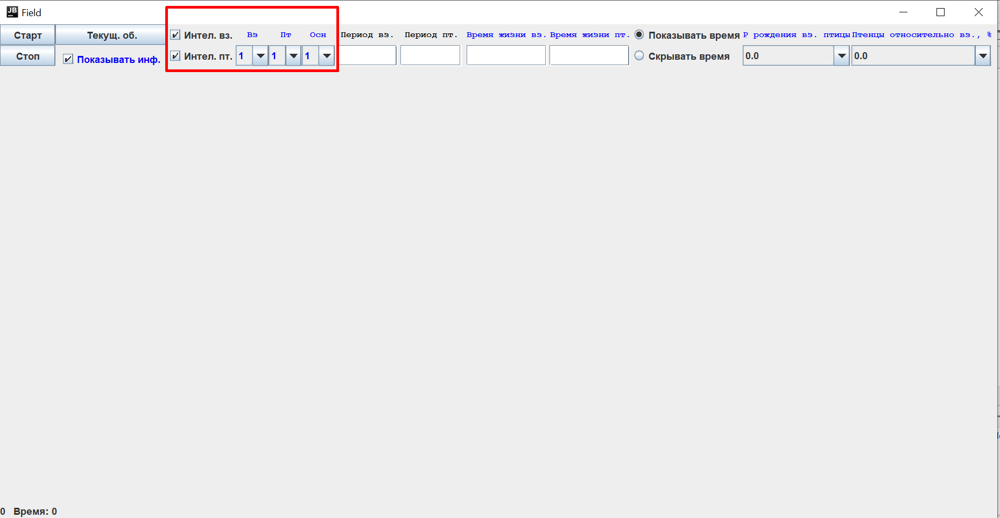 JB Field
Старт Текущ. об. Интел. вз. Вз Пт Осн Период вз. Период пт. Время жизни вз. Время жизни пт. Показывать время Р рождения вз. птицы Птенцы относительно вз., %
Стоп Показывать инф. Интел. пт. 1 1 1 Скрывать время 0.0 0.0
0 Время: 0